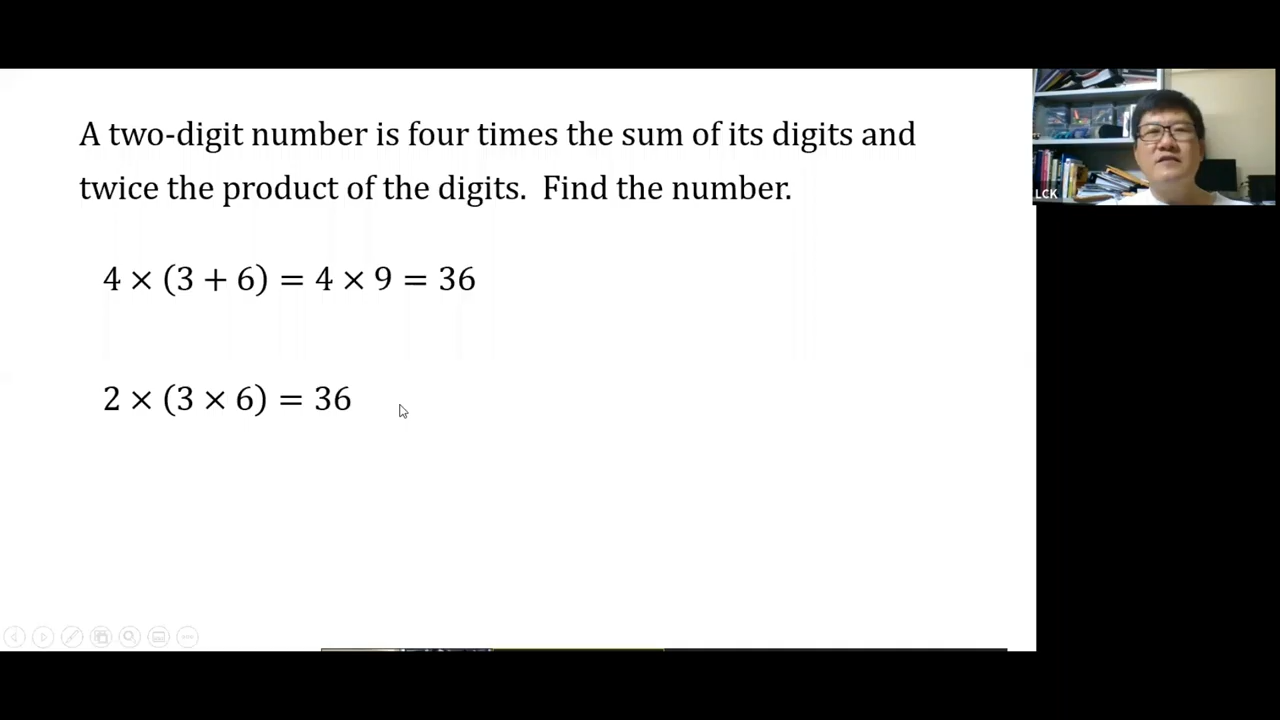 A two-digit number is four times the sum of its digits and
twice the product of the digits. Find the number.
4 × (3 + 6) = 4 × 9 = 36
2 × (3 × 6) = 36
LCK